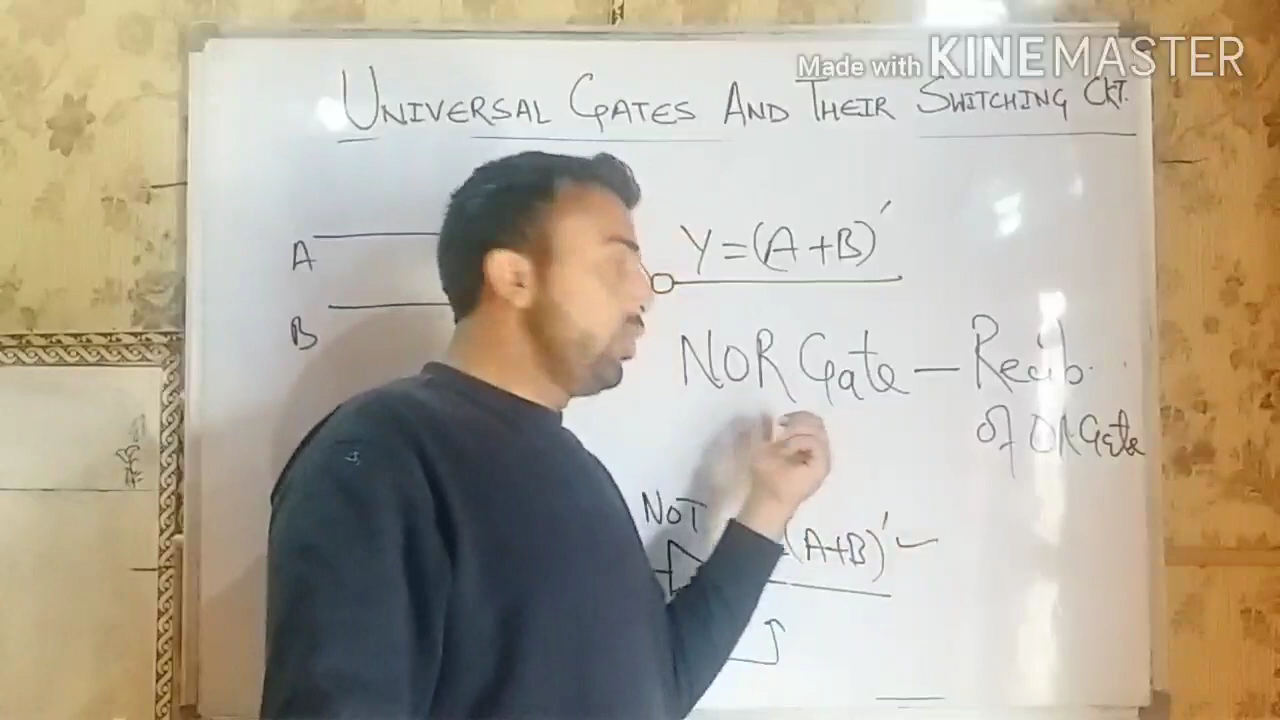 Made with KINEMASTER
UNIVERSAL GATES AND THEIR SWITCHING CKT.
A
Y = (A+B)'
B
NOR Gate — Recib.
of OR Gate
NOT
(A+B)'